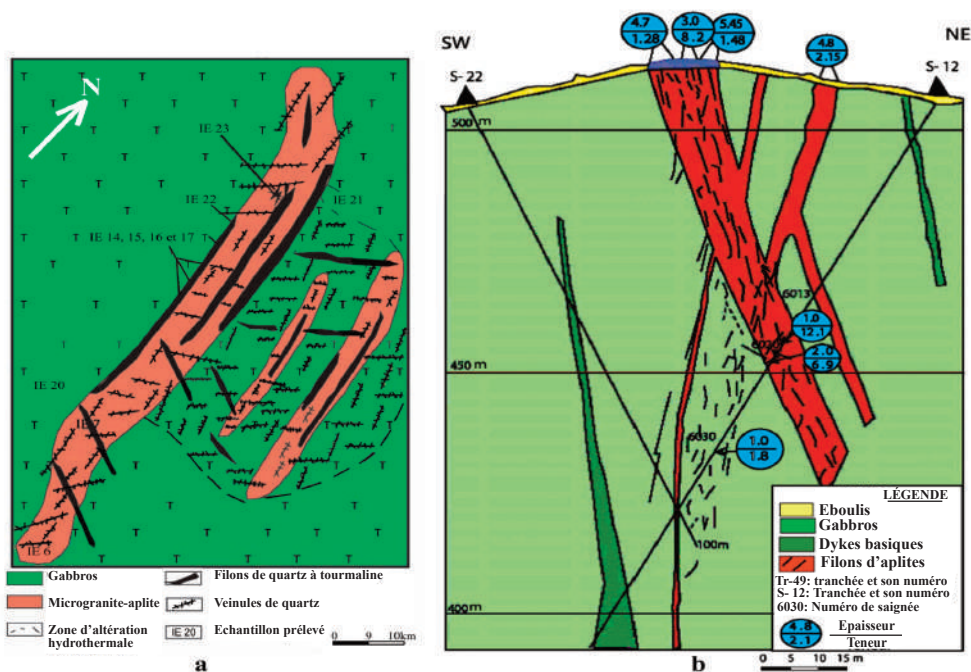 N
IE 23
IE 22
IE 21
IE 14, 15, 16 et 17
IE 20
IE 6
Gabbros
Filons de quartz à tourmaline
Microgranite-aplite
Veinules de quartz
Zone d'altération
hydrothermale
IE 20
Echantillon prélevé
0 9 10km
a
SW
NE
4.7
1.28
3.0
8.2
5.45
1.48
4.8
2.15
S- 22
S- 12
500 m
6013
1.0
12.1
2.0
6.9
450 m
6030
1.0
1.8
100m
400 m
LÉGENDE
Eboulis
Gabbros
Dykes basiques
Filons d'aplites
Tr-49: tranchée et son numéro
S- 12: Tranchée et son numéro
6030: Numéro de saignée
4.8
2.1
Epaisseur
Teneur
0 5 10 15 m
b